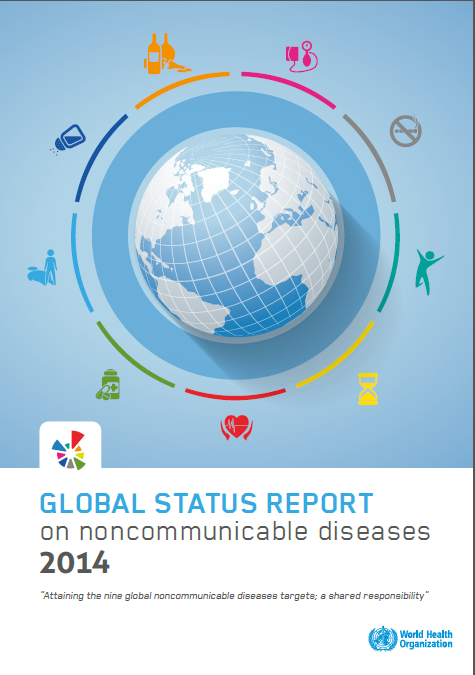 GLOBAL STATUS REPORT
on noncommunicable diseases
2014
"Attaining the nine global noncommunicable diseases targets; a shared responsibility"
World Health
Organization